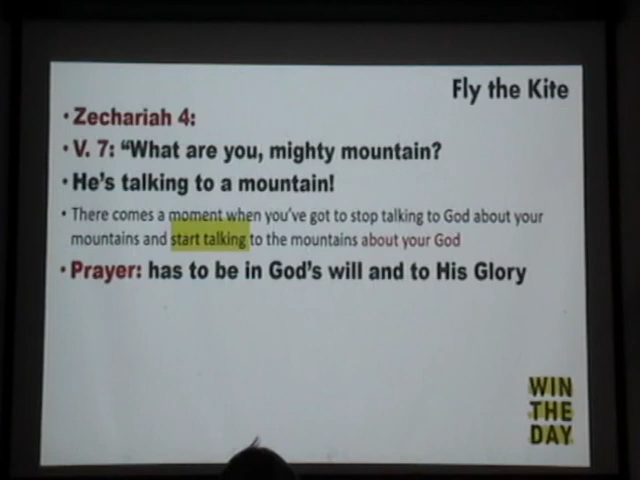 Fly the Kite
• Zechariah 4:
• V. 7: “What are you, mighty mountain?
• He’s talking to a mountain!
• There comes a moment when you’ve got to stop talking to God about your
mountains and start talking to the mountains about your God
• Prayer: has to be in God’s will and to His Glory
WIN
THE
DAY